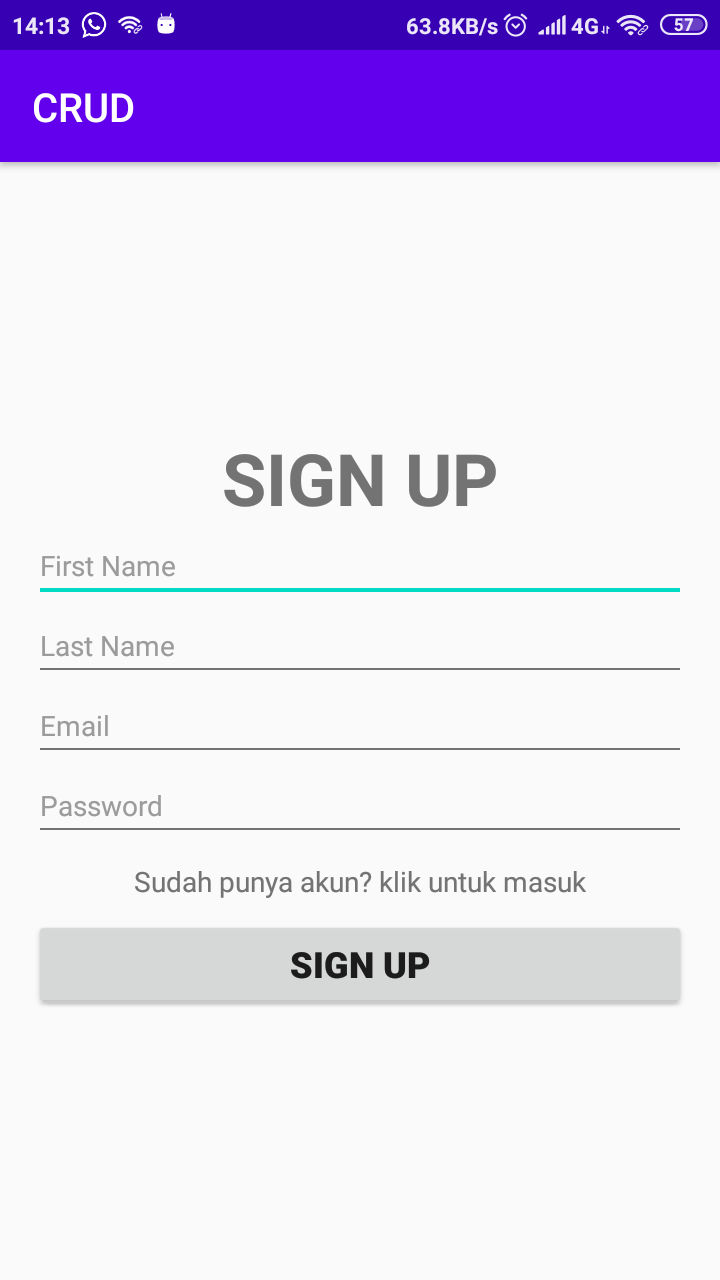 14:13 63.8KB/s 4G 57
CRUD
SIGN UP
First Name
Last Name
Email
Password
Sudah punya akun? klik untuk masuk
SIGN UP